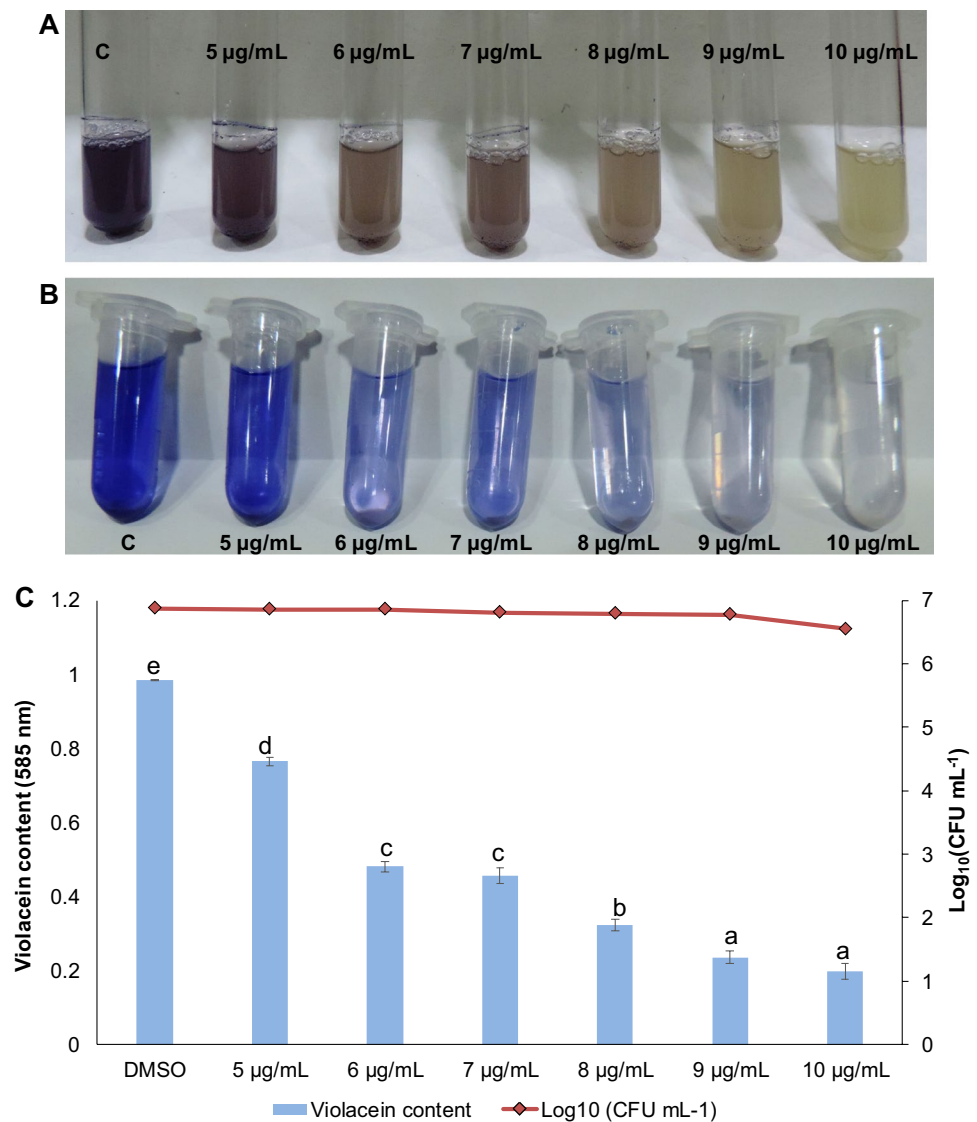 A
C 5 µg/mL 6 µg/mL 7 µg/mL 8 µg/mL 9 µg/mL 10 µg/mL
B
C 5 µg/mL 6 µg/mL 7 µg/mL 8 µg/mL 9 µg/mL 10 µg/mL
C
Violacein content (585 nm)
1.2
1
0.8
0.6
0.4
0.2
0
e
d
c
c
b
a
a
7
6
5
4
3
2
1
0
Log₁₀(CFU mL⁻¹)
DMSO 5 µg/mL 6 µg/mL 7 µg/mL 8 µg/mL 9 µg/mL 10 µg/mL
Violacein content Log10 (CFU mL-1)